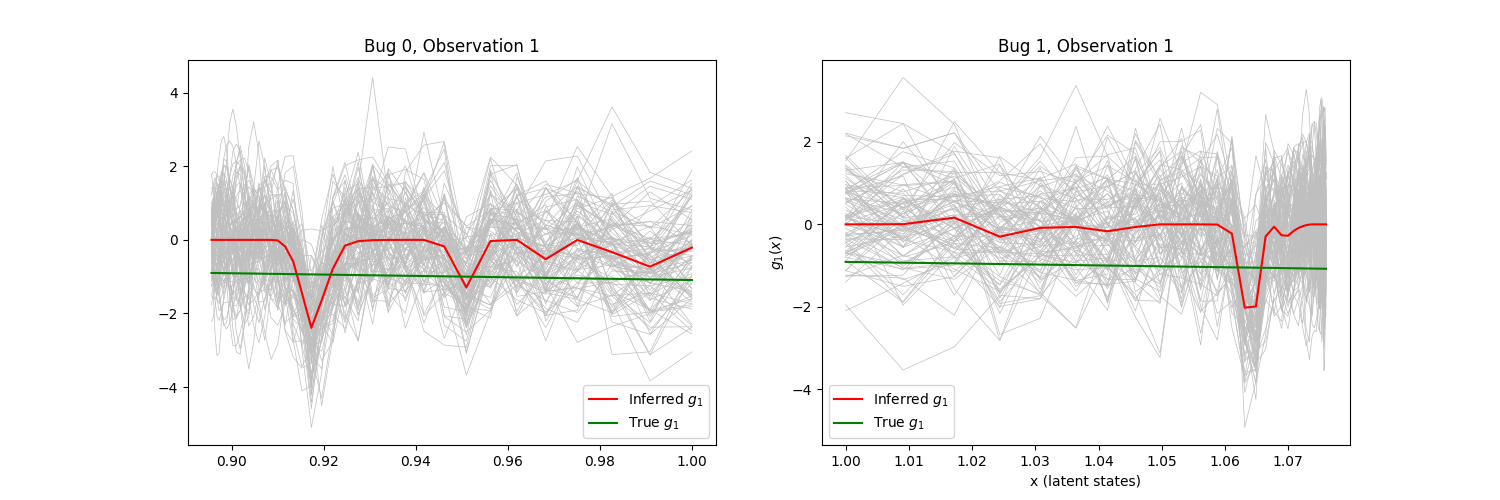 Bug 0, Observation 1
4
2
0
−2
−4
0.90 0.92 0.94 0.96 0.98 1.00
Inferred g₁
True g₁
Bug 1, Observation 1
g₁(x)
2
0
−2
−4
1.00 1.01 1.02 1.03 1.04 1.05 1.06 1.07
x (latent states)
Inferred g₁
True g₁